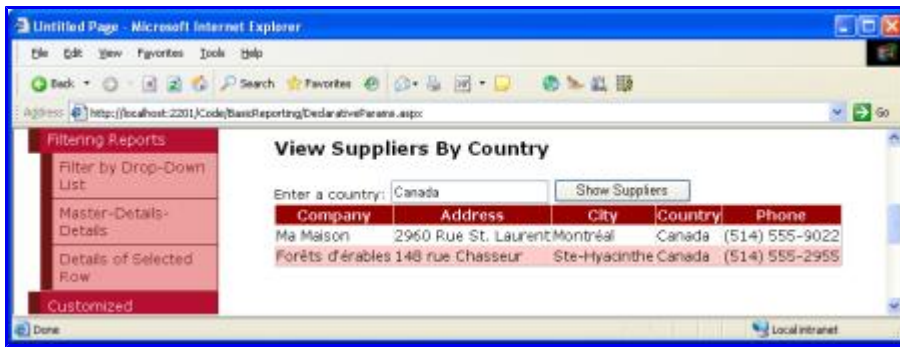 Untitled Page - Microsoft Internet Explorer
File Edit View Favorites Tools Help
Back Search Favorites
Address http://localhost:2201/Code/BasicReporting/DeclarativeParams.aspx Go
Filtering Reports
Filter by Drop-Down
List
Master-Details-
Details
Details of Selected
Row
Customized
View Suppliers By Country
Enter a country: Canada Show Suppliers
Company Address City Country Phone
Ma Maison 2960 Rue St. Laurent Montréal Canada (514) 555-9022
Forêts d'érables 148 rue Chasseur Ste-Hyacinthe Canada (514) 555-2955
Done Local intranet